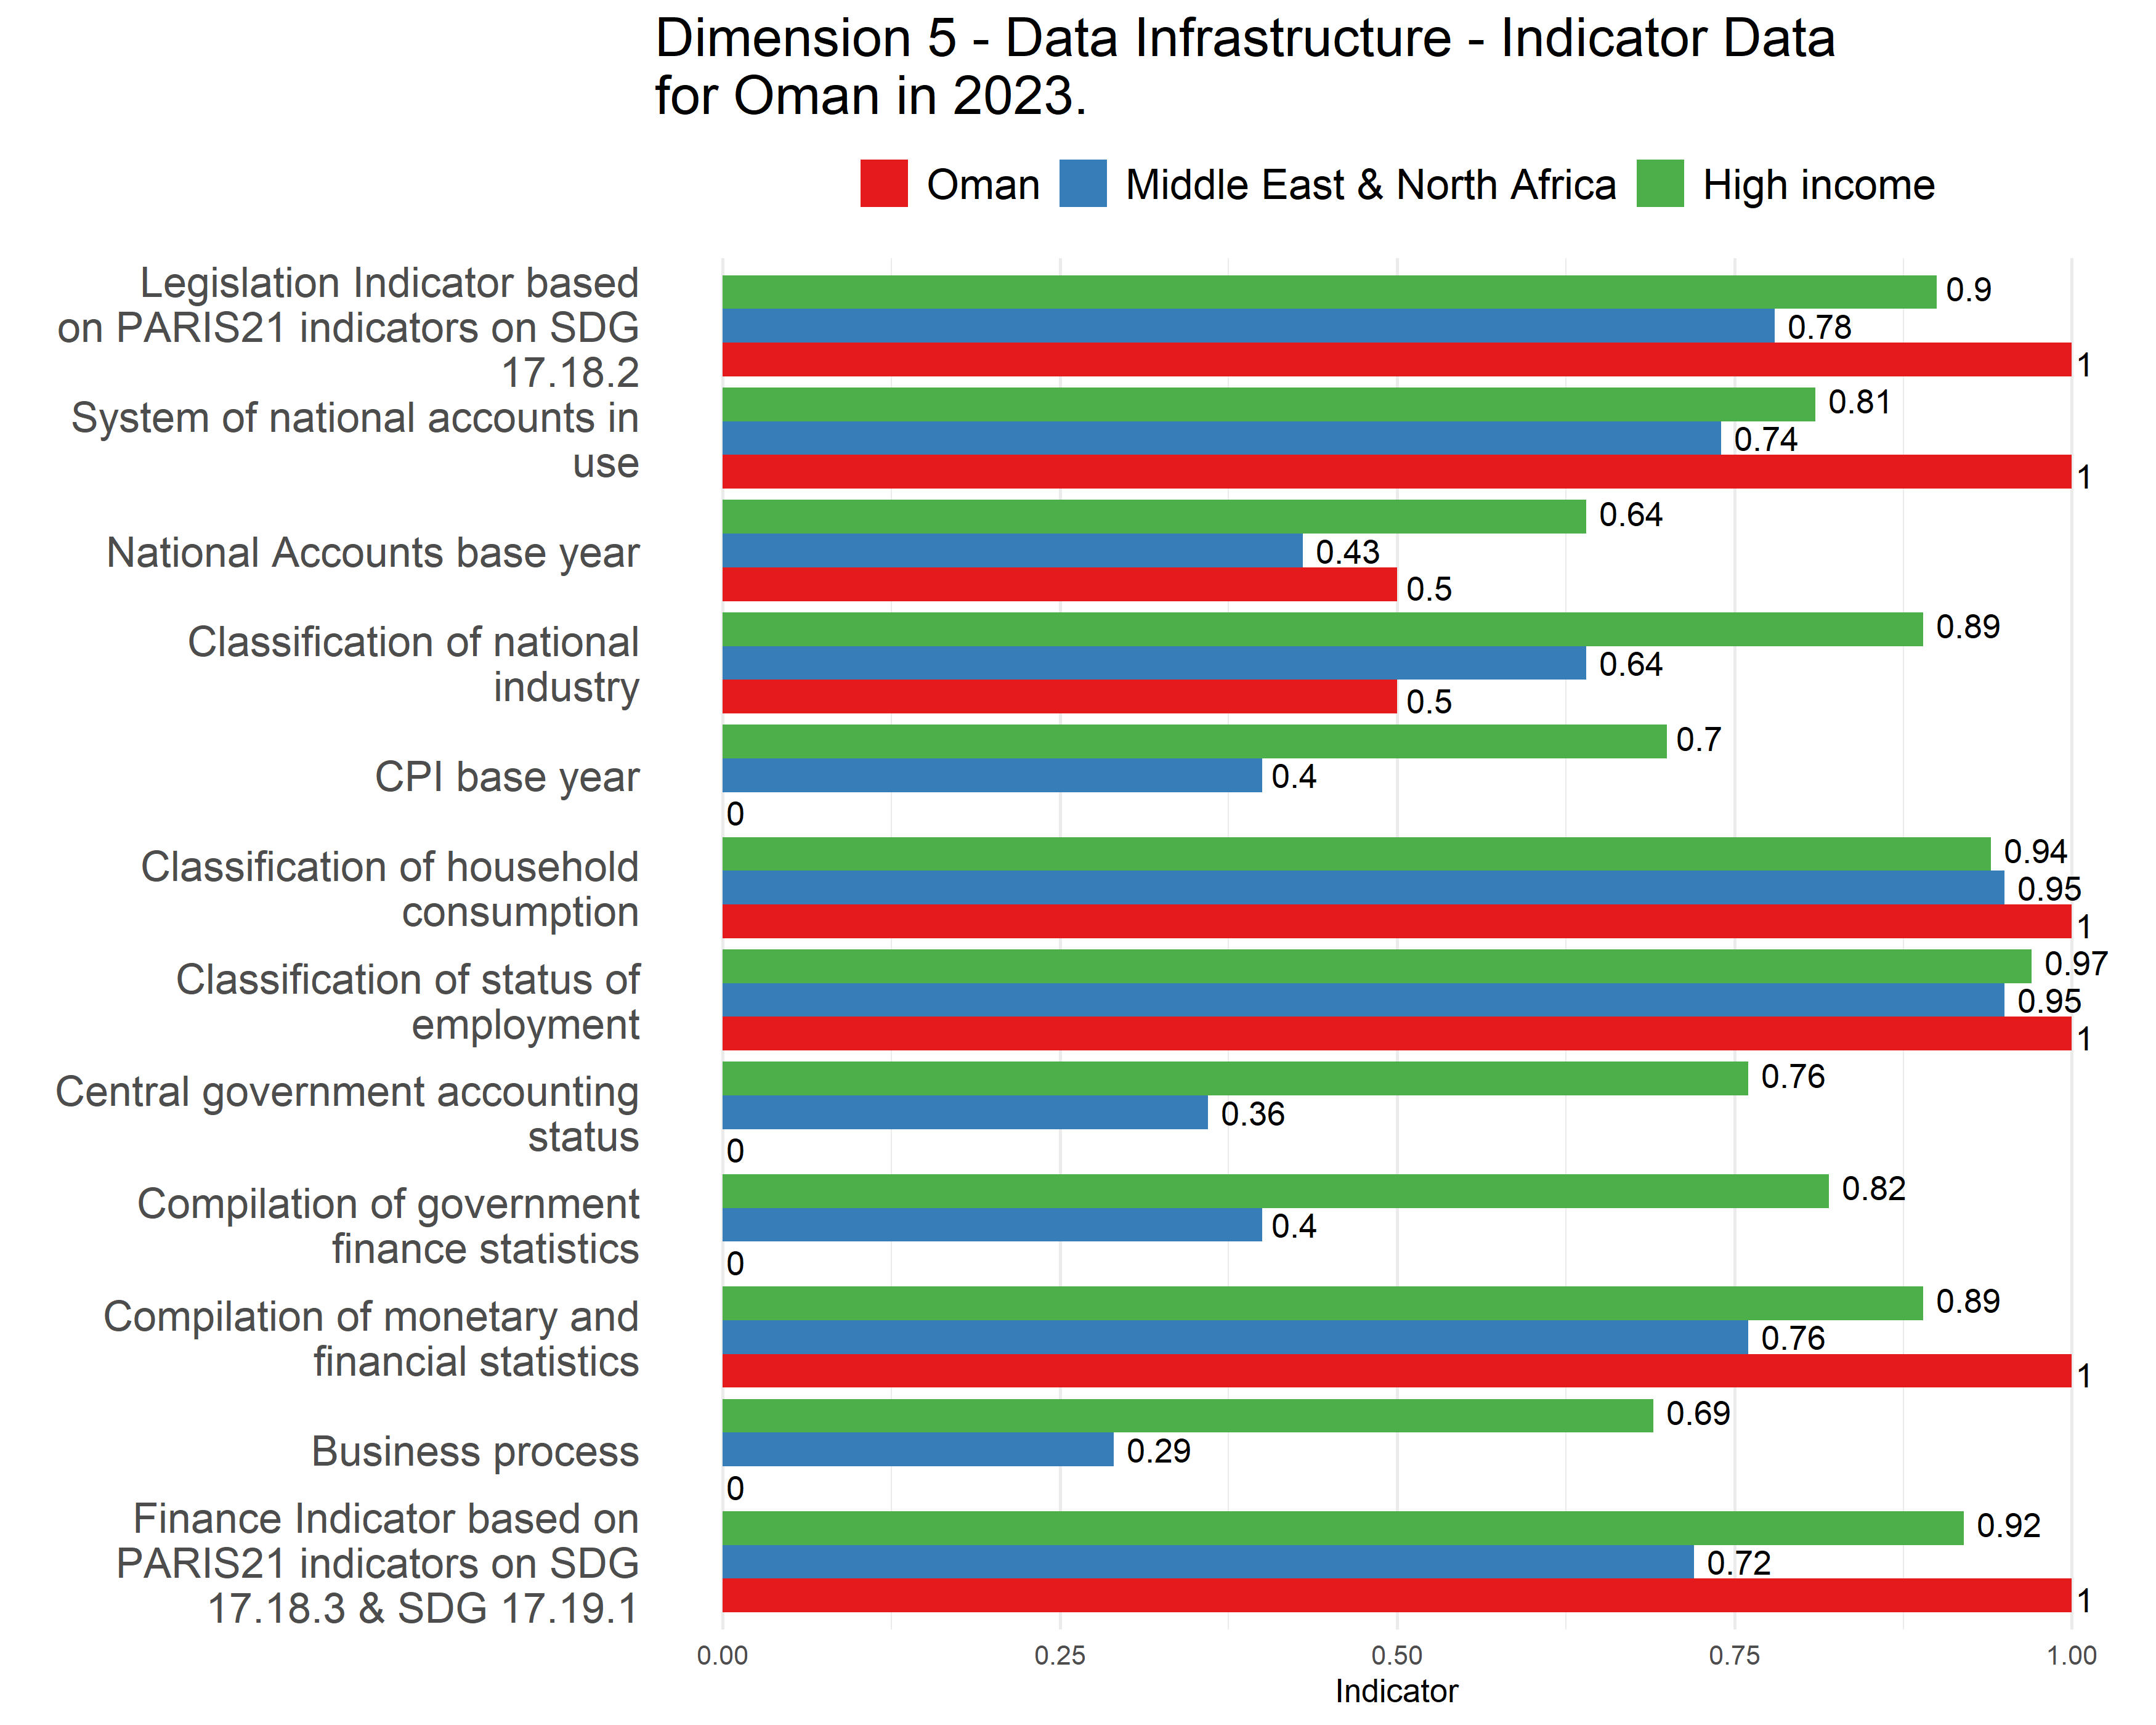 Dimension 5 - Data Infrastructure - Indicator Data
for Oman in 2023.
Oman
Middle East & North Africa
High income
Legislation Indicator based
on PARIS21 indicators on SDG
17.18.2
0.9
0.78
1
System of national accounts in
use
0.81
0.74
1
National Accounts base year
0.64
0.43
0.5
Classification of national
industry
0.89
0.64
0.5
CPI base year
0.7
0.4
0
Classification of household
consumption
0.94
0.95
1
Classification of status of
employment
0.97
0.95
1
Central government accounting
status
0.76
0.36
0
Compilation of government
finance statistics
0.82
0.4
0
Compilation of monetary and
financial statistics
0.89
0.76
1
Business process
0.69
0.29
0
Finance Indicator based on
PARIS21 indicators on SDG
17.18.3 & SDG 17.19.1
0.92
0.72
1
0.00
0.25
0.50
0.75
1.00
Indicator